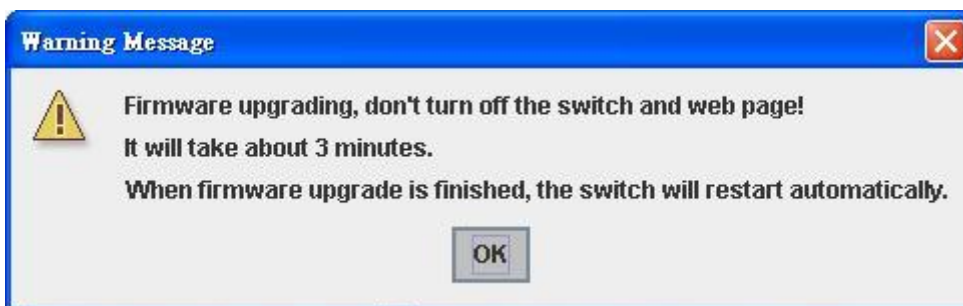 Warning Message
Firmware upgrading, don't turn off the switch and web page!
It will take about 3 minutes.
When firmware upgrade is finished, the switch will restart automatically.
OK